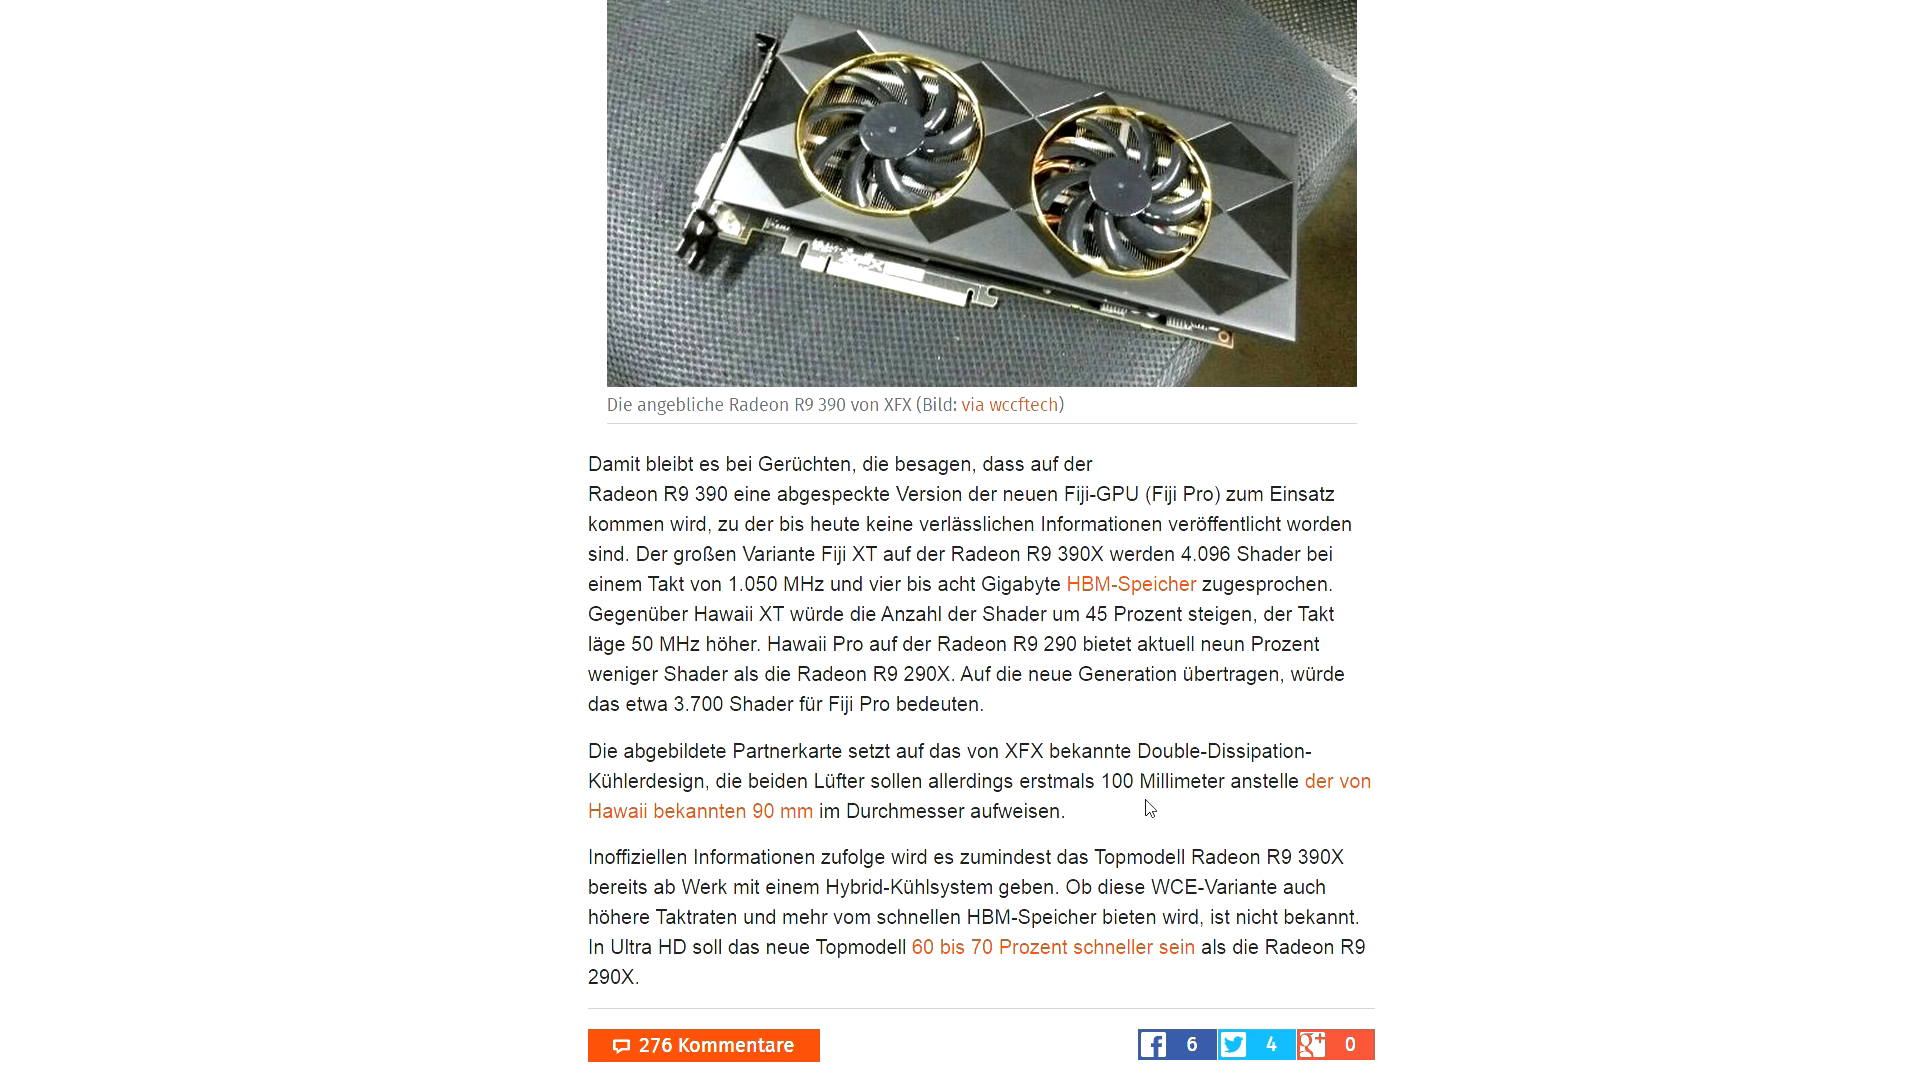 Die angebliche Radeon R9 390 von XFX (Bild: via wccftech)
Damit bleibt es bei Gerüchten, die besagen, dass auf der
Radeon R9 390 eine abgespeckte Version der neuen Fiji-GPU (Fiji Pro) zum Einsatz
kommen wird, zu der bis heute keine verlässlichen Informationen veröffentlicht worden
sind. Der großen Variante Fiji XT auf der Radeon R9 390X werden 4.096 Shader bei
einem Takt von 1.050 MHz und vier bis acht Gigabyte HBM-Speicher zugesprochen.
Gegenüber Hawaii XT würde die Anzahl der Shader um 45 Prozent steigen, der Takt
läge 50 MHz höher. Hawaii Pro auf der Radeon R9 290 bietet aktuell neun Prozent
weniger Shader als die Radeon R9 290X. Auf die neue Generation übertragen, würde
das etwa 3.700 Shader für Fiji Pro bedeuten.
Die abgebildete Partnerkarte setzt auf das von XFX bekannte Double-Dissipation-
Kühlerdesign, die beiden Lüfter sollen allerdings erstmals 100 Millimeter anstelle der von
Hawaii bekannten 90 mm im Durchmesser aufweisen.
Inoffiziellen Informationen zufolge wird es zumindest das Topmodell Radeon R9 390X
bereits ab Werk mit einem Hybrid-Kühlsystem geben. Ob diese WCE-Variante auch
höhere Taktraten und mehr vom schnellen HBM-Speicher bieten wird, ist nicht bekannt.
In Ultra HD soll das neue Topmodell 60 bis 70 Prozent schneller sein als die Radeon R9
290X.
276 Kommentare
6
4
0